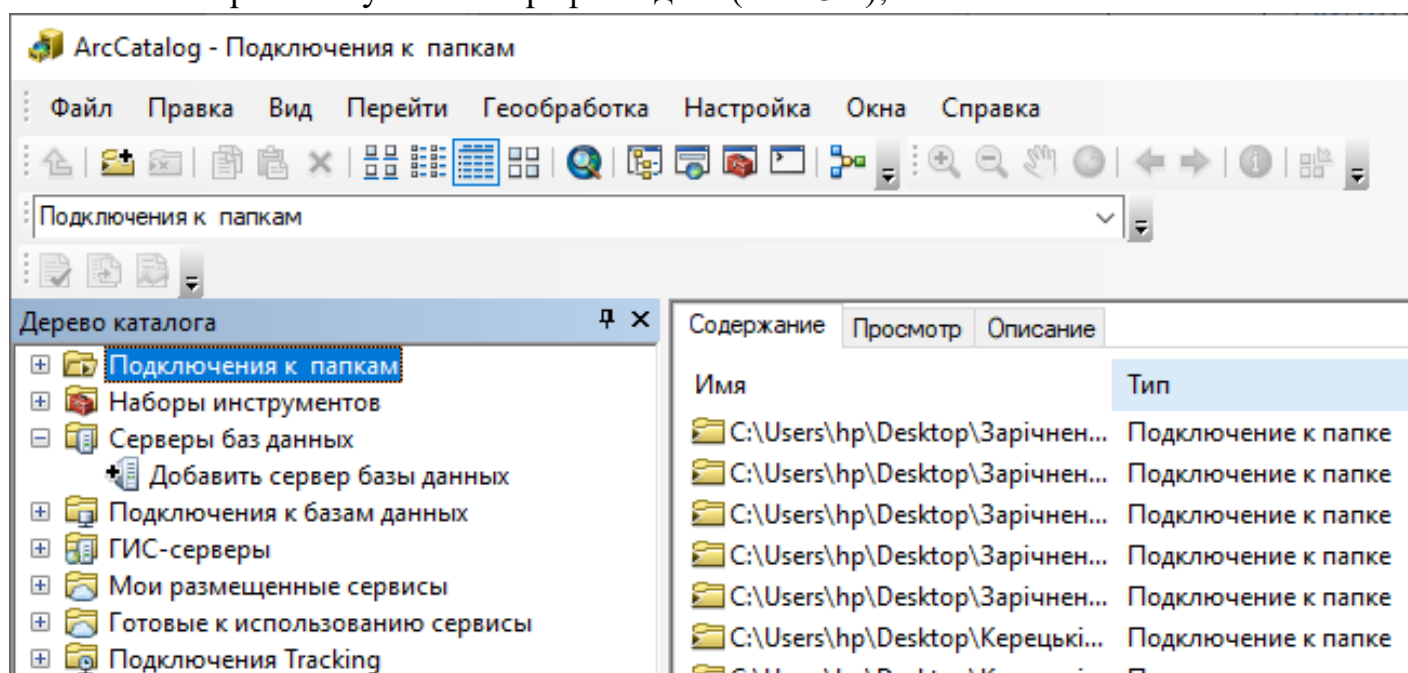 ArcCatalog - Подключения к папкам
Файл Правка Вид Перейти Геообработка Настройка Окна Справка
Подключения к папкам
Дерево каталога
Подключения к папкам
Наборы инструментов
Серверы баз данных
Добавить сервер базы данных
Подключения к базам данных
ГИС-серверы
Мои размещенные сервисы
Готовые к использованию сервисы
Подключения Tracking
Содержание Просмотр Описание
Имя Тип
C:\Users\hp\Desktop\Зарічнен... Подключение к папке
C:\Users\hp\Desktop\Зарічнен... Подключение к папке
C:\Users\hp\Desktop\Зарічнен... Подключение к папке
C:\Users\hp\Desktop\Зарічнен... Подключение к папке
C:\Users\hp\Desktop\Зарічнен... Подключение к папке
C:\Users\hp\Desktop\Керецькі... Подключение к папке